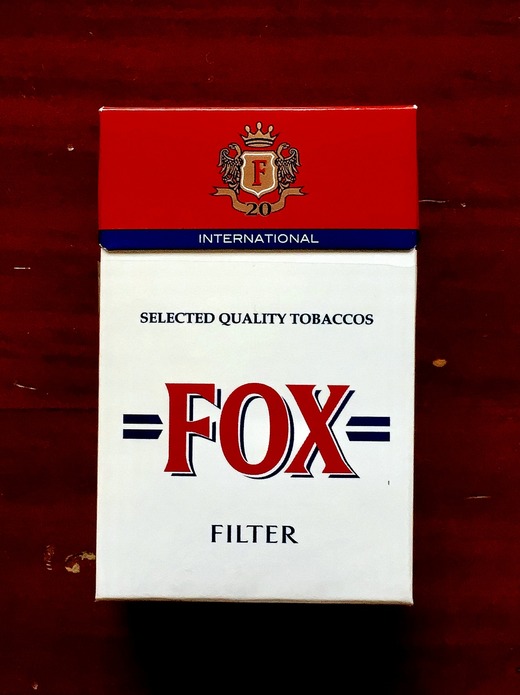 F
20
INTERNATIONAL
SELECTED QUALITY TOBACCOS
FOX
FILTER